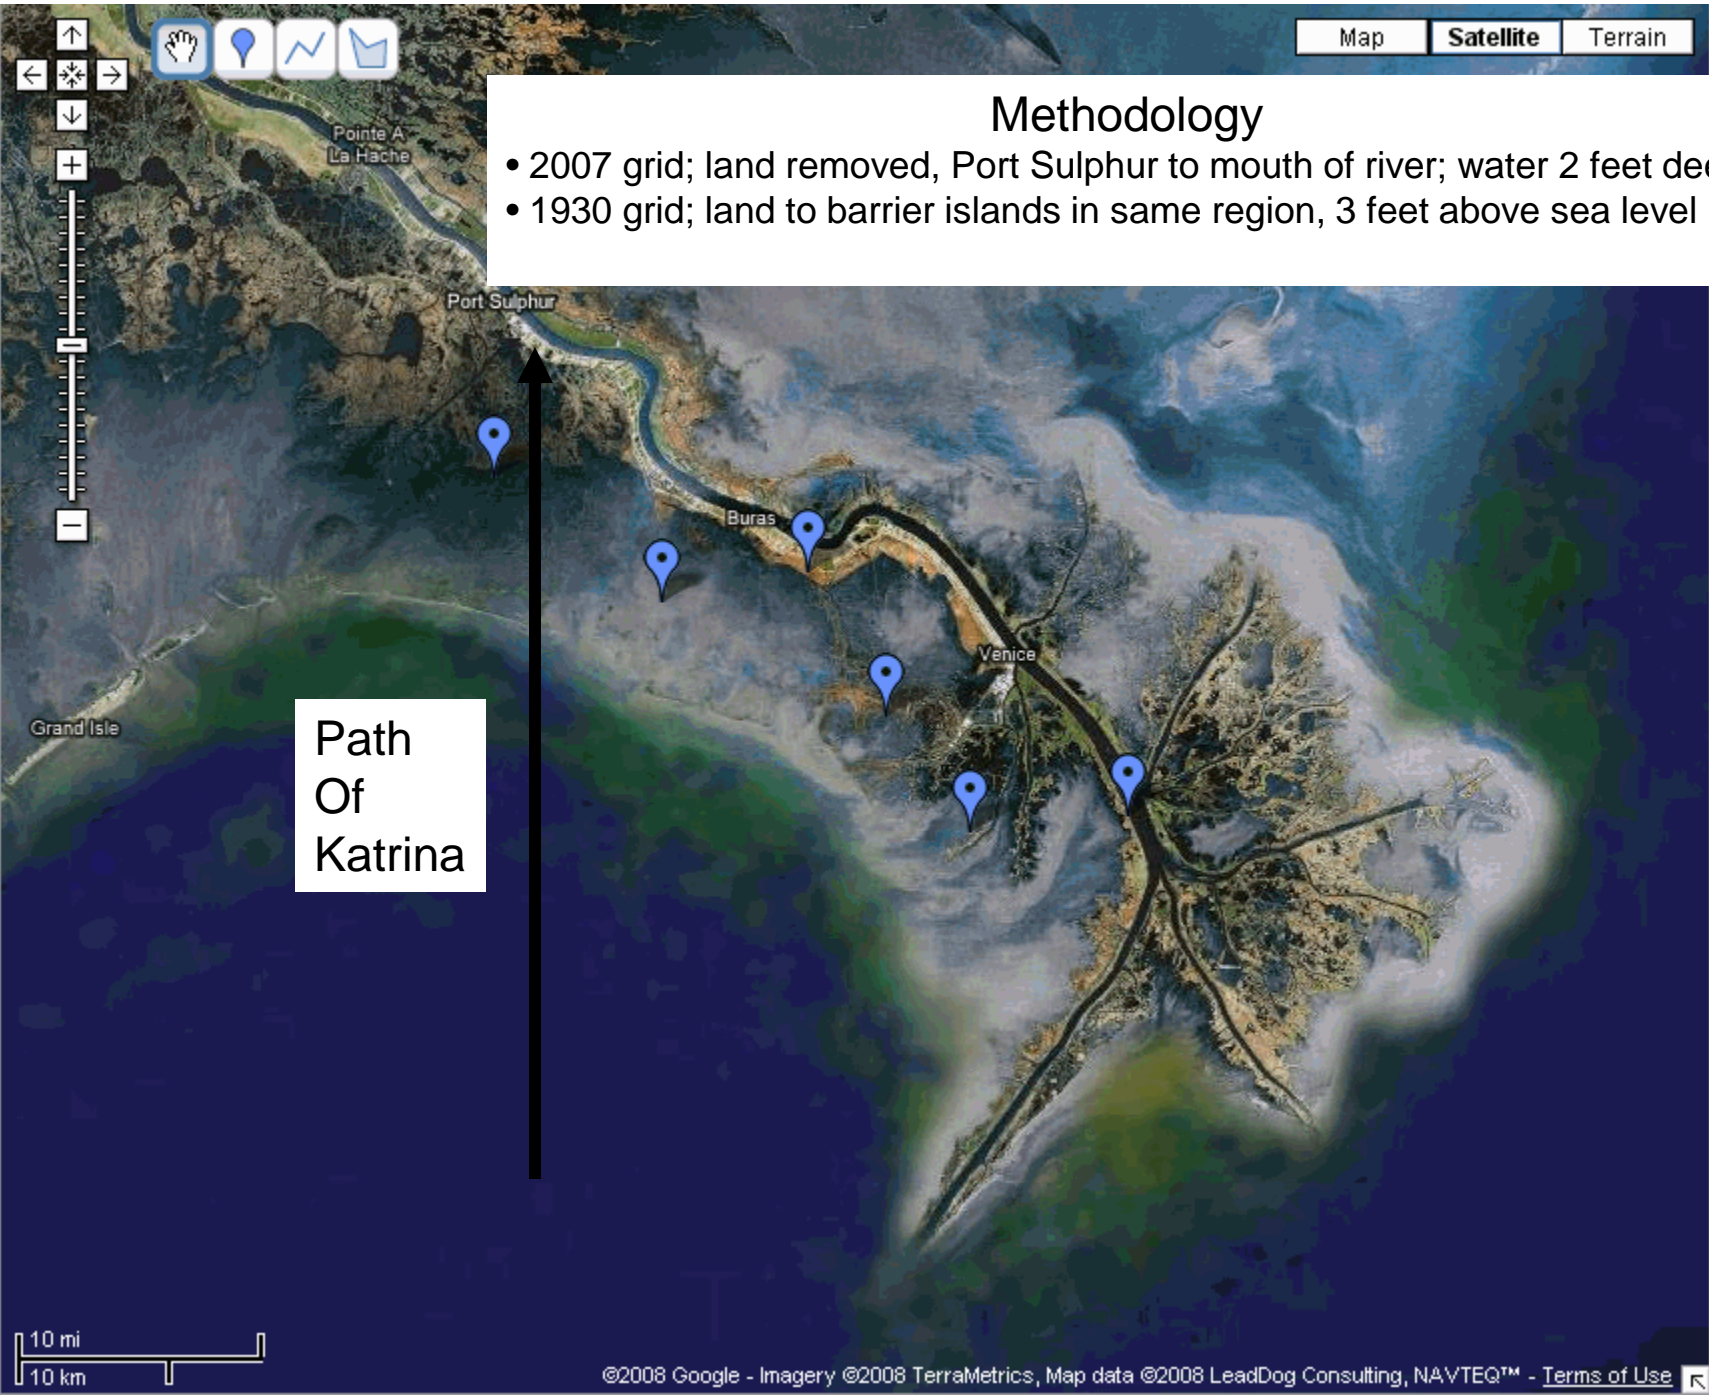 Map
Satellite
Terrain
Methodology
• 2007 grid; land removed, Port Sulphur to mouth of river; water 2 feet
• 1930 grid; land to barrier islands in same region, 3 feet above sea level
Pointe A
La Hache
Port Sulphur
Buras
Venice
Grand Isle
Path
Of
Katrina
10 mi
10 km
©2008 Google - Imagery ©2008 TerraMetrics, Map data ©2008 LeadDog Consulting, NAVTEQ™ - Terms of Use